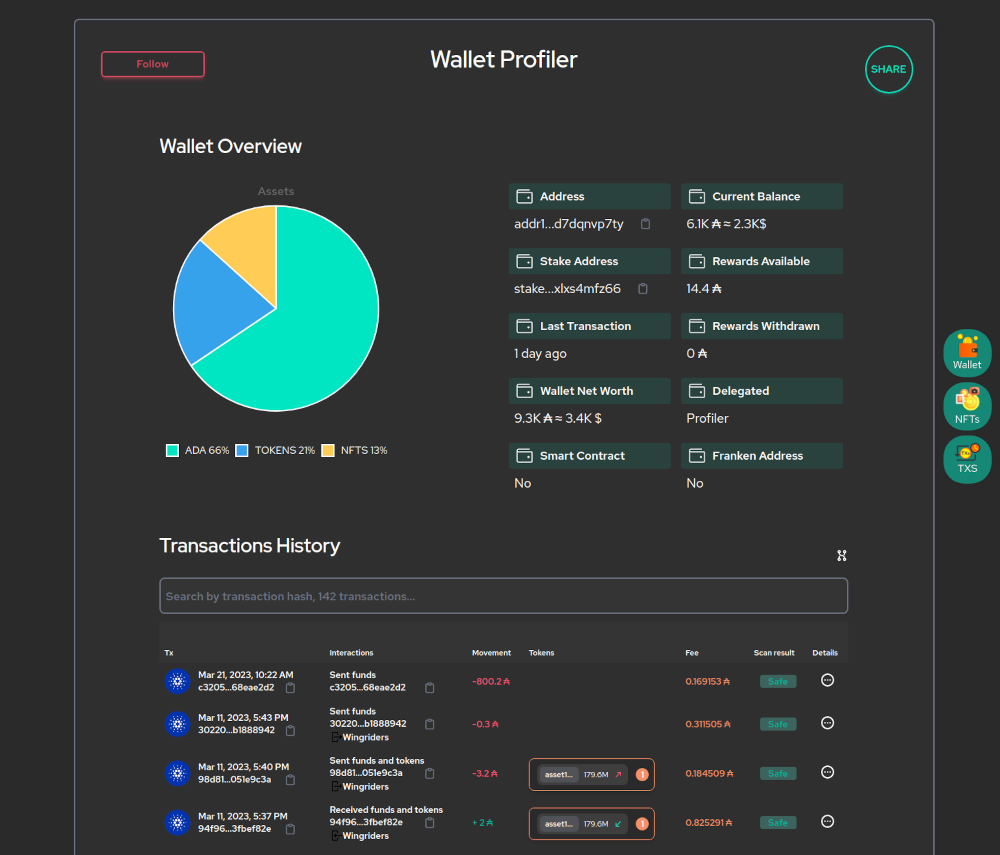 Follow
Wallet Profiler
SHARE
Wallet Overview
Assets
ADA 66% TOKENS 21% NFTS 13%
Address
addr1...d7dqnvp7ty
Current Balance
6.1K ₳ ≈ 2.3K$
Stake Address
stake...xlxs4mfz66
Rewards Available
14.4 ₳
Last Transaction
1 day ago
Rewards Withdrawn
0 ₳
Wallet Net Worth
9.3K ₳ ≈ 3.4K $
Delegated
Profiler
Smart Contract
No
Franken Address
No
Wallet
NFTs
TXS
Transactions History
Search by transaction hash, 142 transactions...
Tx Interactions Movement Tokens Fee Scan result Details
Mar 21, 2023, 10:22 AM
c3205...68eae2d2
Sent funds
c3205...68eae2d2
-800.2 ₳
0.169153 ₳
Safe
Mar 11, 2023, 5:43 PM
30220...b1888942
Sent funds
30220...b1888942
Wingriders
-0.3 ₳
0.311505 ₳
Safe
Mar 11, 2023, 5:40 PM
98d81...051e9c3a
Sent funds and tokens
98d81...051e9c3a
Wingriders
-3.2 ₳
asset1... 179.6M 1
0.184509 ₳
Safe
Mar 11, 2023, 5:37 PM
94f96...3fbef82e
Received funds and tokens
94f96...3fbef82e
Wingriders
+ 2 ₳
asset1... 179.6M 1
0.825291 ₳
Safe